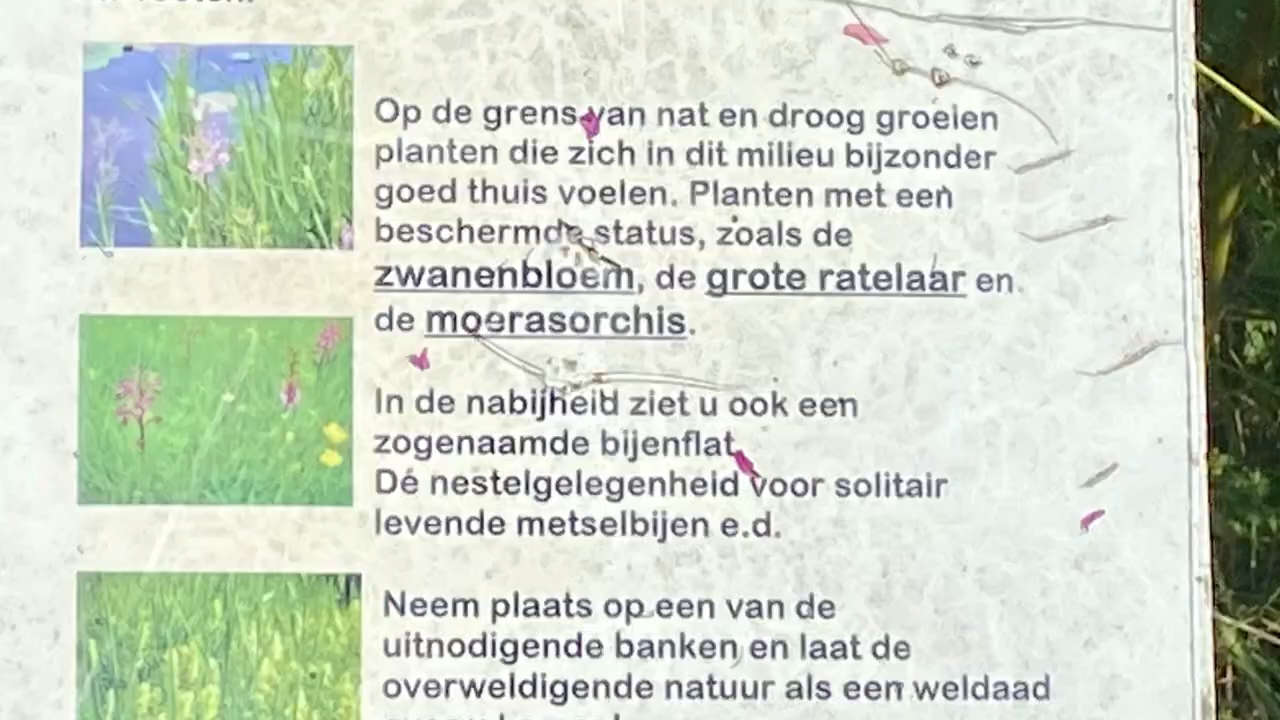 Op de grens van nat en droog groeien
planten die zich in dit milieu bijzonder
goed thuis voelen. Planten met een
beschermde status, zoals de
zwanenbloem, de grote ratelaar en
de moerasorchis.
In de nabijheid ziet u ook een
zogenaamde bijenflat.
Dé nestelgelegenheid voor solitair
levende metselbijen e.d.
Neem plaats op een van de
uitnodigende banken en laat de
overweldigende natuur als een weldaad